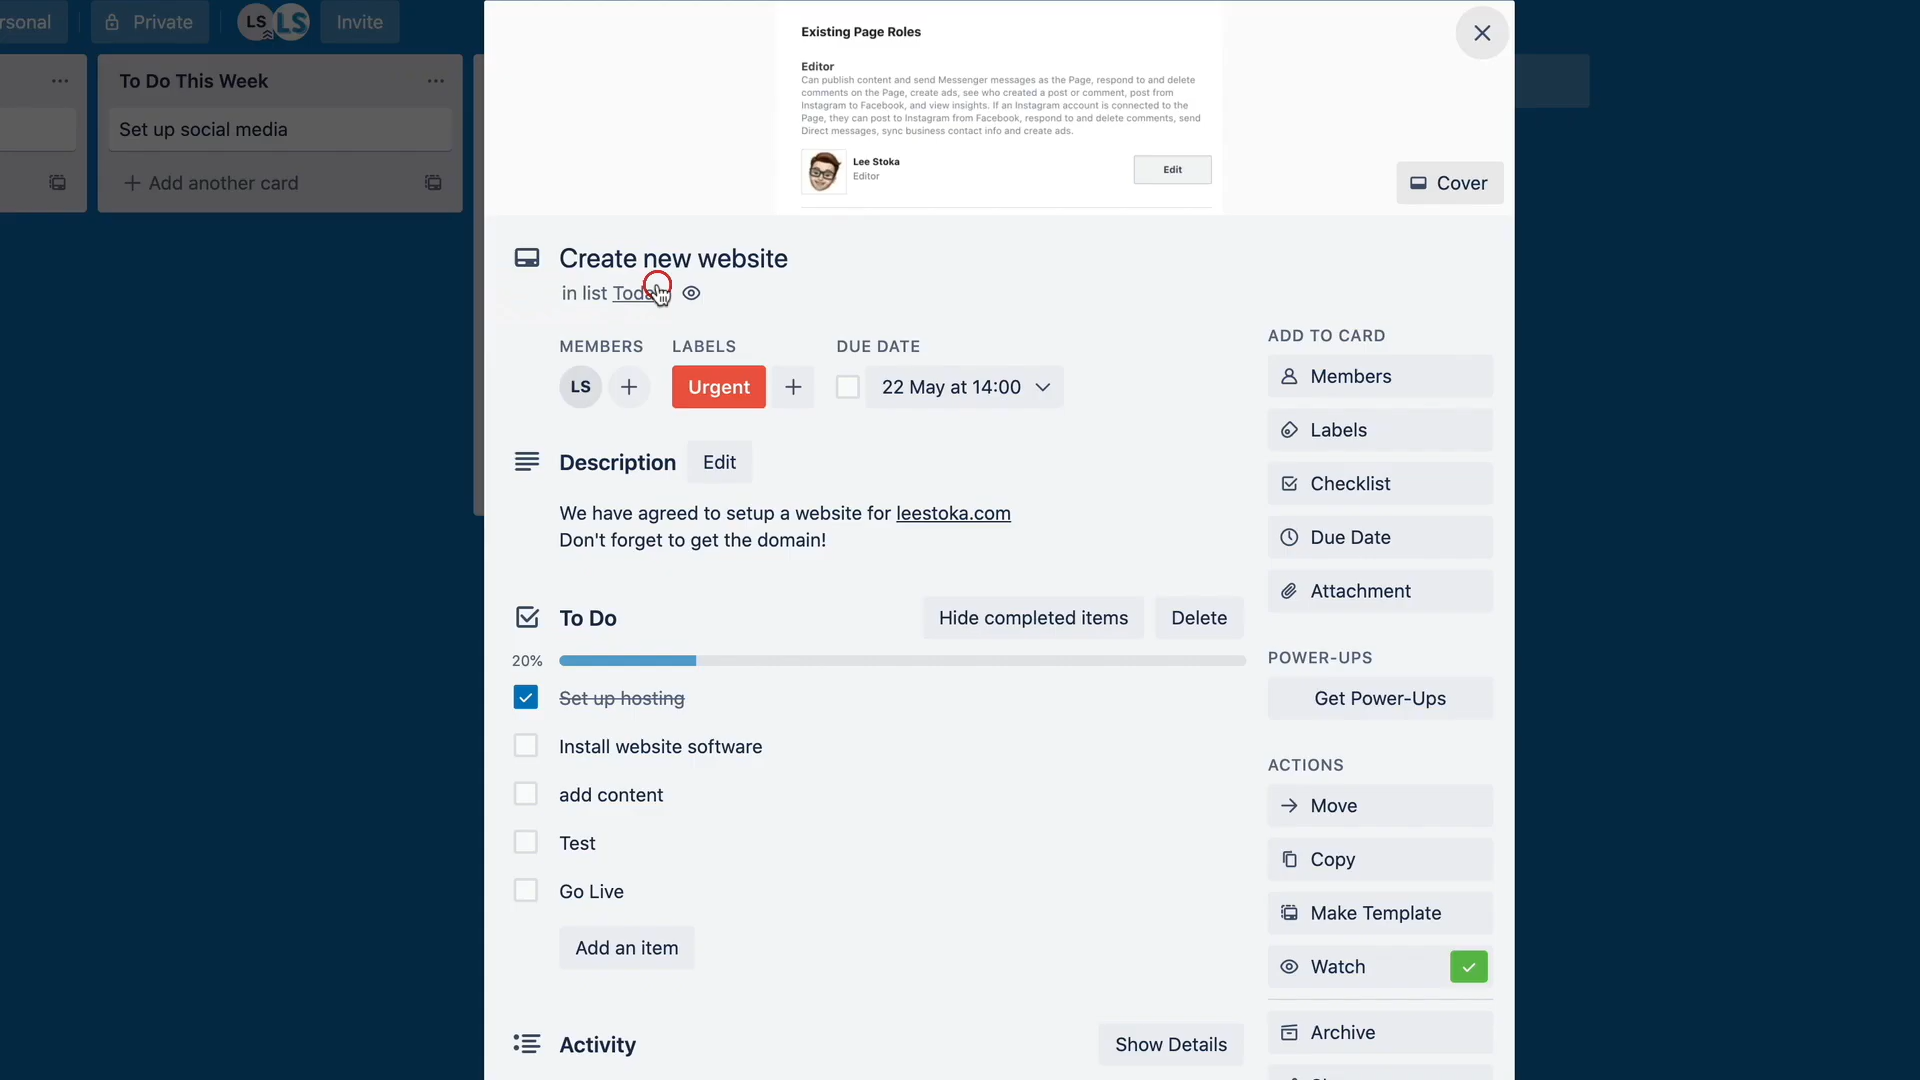 rsonal
Private
LS
LS
Invite
To Do This Week
Set up social media
Add another card
Existing Page Roles
Editor
Can publish content and send Messenger messages as the Page, respond to and delete
comments on the Page, create ads, see who created a post or comment, post from
Instagram to Facebook, and view insights. If an Instagram account is connected to the
Page, they can post to Instagram from Facebook, respond to and delete comments, send
Direct messages, sync business contact info and create ads.
Lee Stoka
Editor
Edit
Cover
Create new website
in list Toda
MEMBERS
LABELS
DUE DATE
LS
Urgent
22 May at 14:00
Description
Edit
We have agreed to setup a website for leestoka.com
Don't forget to get the domain!
To Do
Hide completed items
Delete
20%
Set up hosting
Install website software
add content
Test
Go Live
Add an item
Activity
Show Details
ADD TO CARD
Members
Labels
Checklist
Due Date
Attachment
POWER-UPS
Get Power-Ups
ACTIONS
Move
Copy
Make Template
Watch
Archive